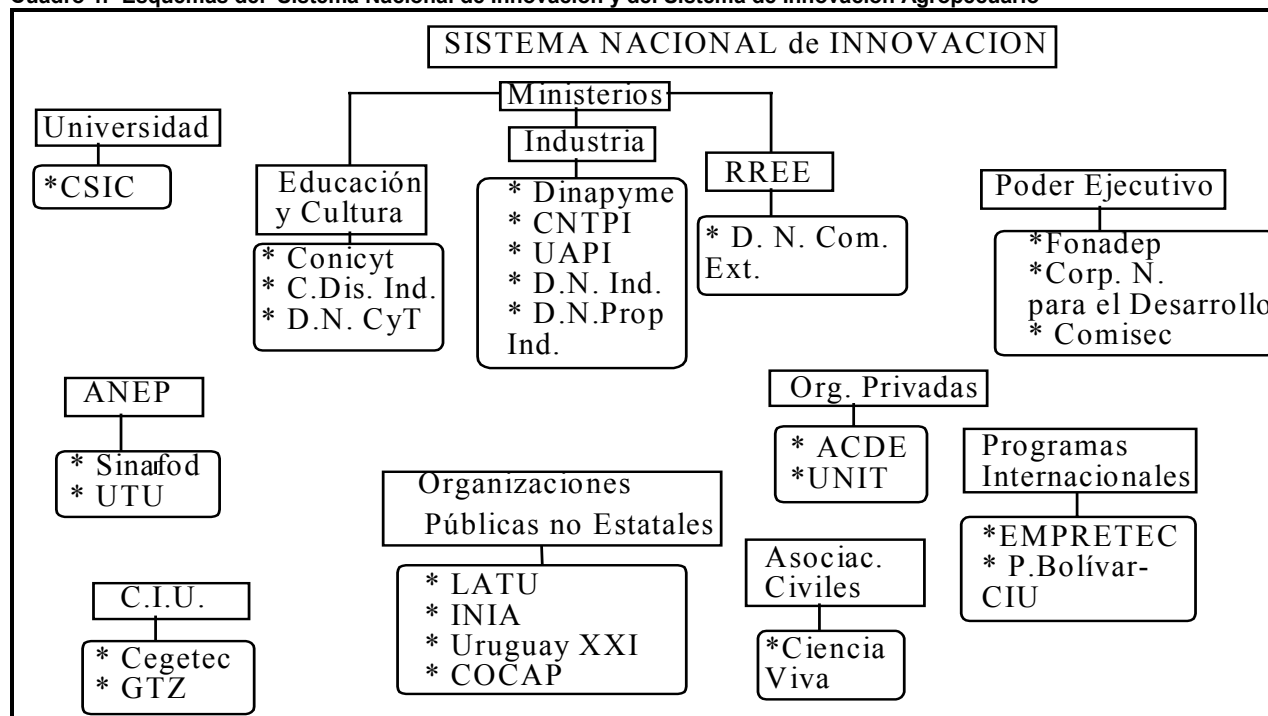 Cuadro 1. Esquemas del Sistema Nacional de Innovación y del Sistema de Innovación Agropecuario
SISTEMA NACIONAL de INNOVACION
Ministerios
Universidad
*CSIC
Educación
y Cultura
* Conicyt
* C.Dis. Ind.
* D.N. CyT
Industria
* Dinapyme
* CNTPI
* UAPI
* D.N. Ind.
* D.N.Prop
Ind.
RREE
* D. N. Com.
Ext.
Poder Ejecutivo
*Fonadep
*Corp. N.
para el Desarrollo
* Comisec
ANEP
* Sinafod
* UTU
Organizaciones
Públicas no Estatales
* LATU
* INIA
* Uruguay XXI
* COCAP
Org. Privadas
* ACDE
*UNIT
Programas
Internacionales
*EMPRETEC
* P.Bolívar-
CIU
C.I.U.
* Cegetec
* GTZ
Asociac.
Civiles
*Ciencia
Viva